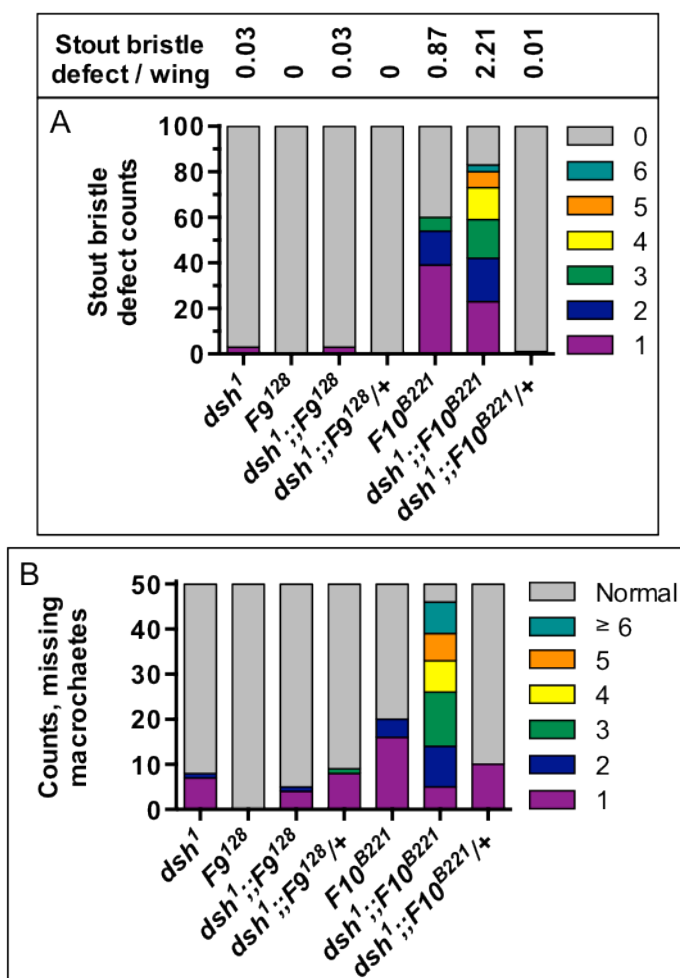 Stout bristle
defect / wing
0.03
0
0.03
0
0.87
2.21
0.01
A
Stout bristle
defect counts
100
80
60
40
20
0
0
6
5
4
3
2
1
dsh¹
F9¹²⁸
dsh¹;;F9¹²⁸
dsh¹;;F9¹²⁸/+
F10ᴮ²²¹
dsh¹;;F10ᴮ²²¹
dsh¹;;F10ᴮ²²¹/+
B
Counts, missing
macrochaetes
50
40
30
20
10
0
Normal
≥ 6
5
4
3
2
1
dsh¹
F9¹²⁸
dsh¹;;F9¹²⁸
dsh¹;;F9¹²⁸/+
F10ᴮ²²¹
dsh¹;;F10ᴮ²²¹
dsh¹;;F10ᴮ²²¹/+